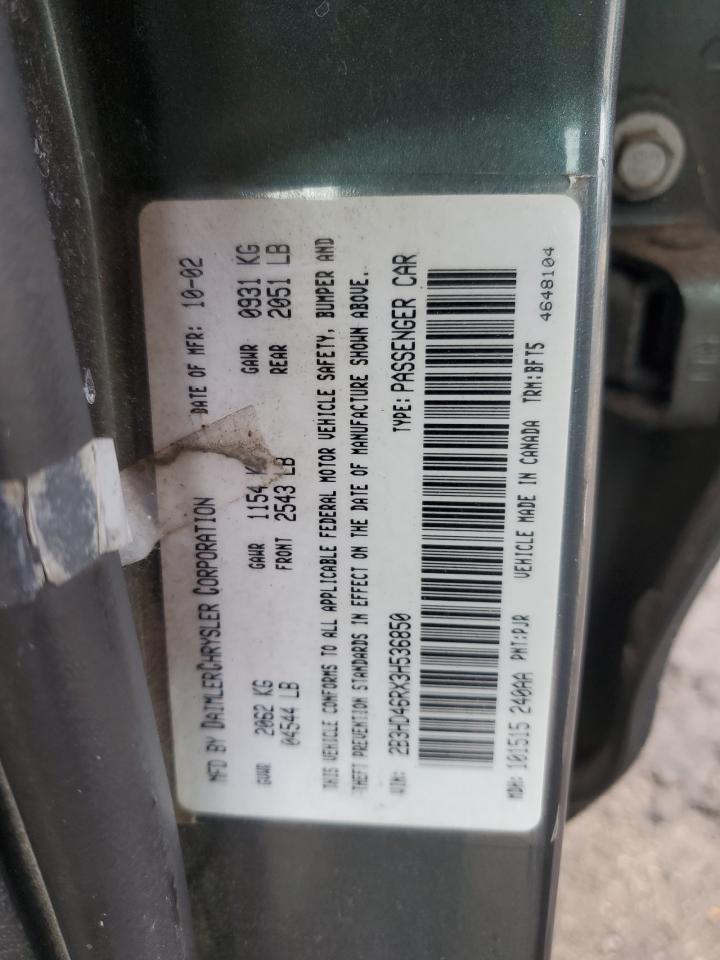 MFD BY DAIMLERCHRYSLER CORPORATION DATE OF MFR: 10-02
GVWR 2062 KG GAWR 1154 KG GAWR 0931 KG
04544 LB FRONT 2543 LB REAR 2051 LB
THIS VEHICLE CONFORMS TO ALL APPLICABLE FEDERAL MOTOR VEHICLE SAFETY, BUMPER AND
THEFT PREVENTION STANDARDS IN EFFECT ON THE DATE OF MANUFACTURE SHOWN ABOVE.
VIN: 2B3HD46RX3H536850 TYPE: PASSENGER CAR
MDH: 101515 240AA PNT:PJR VEHICLE MADE IN CANADA TRM:BFT5 4648104